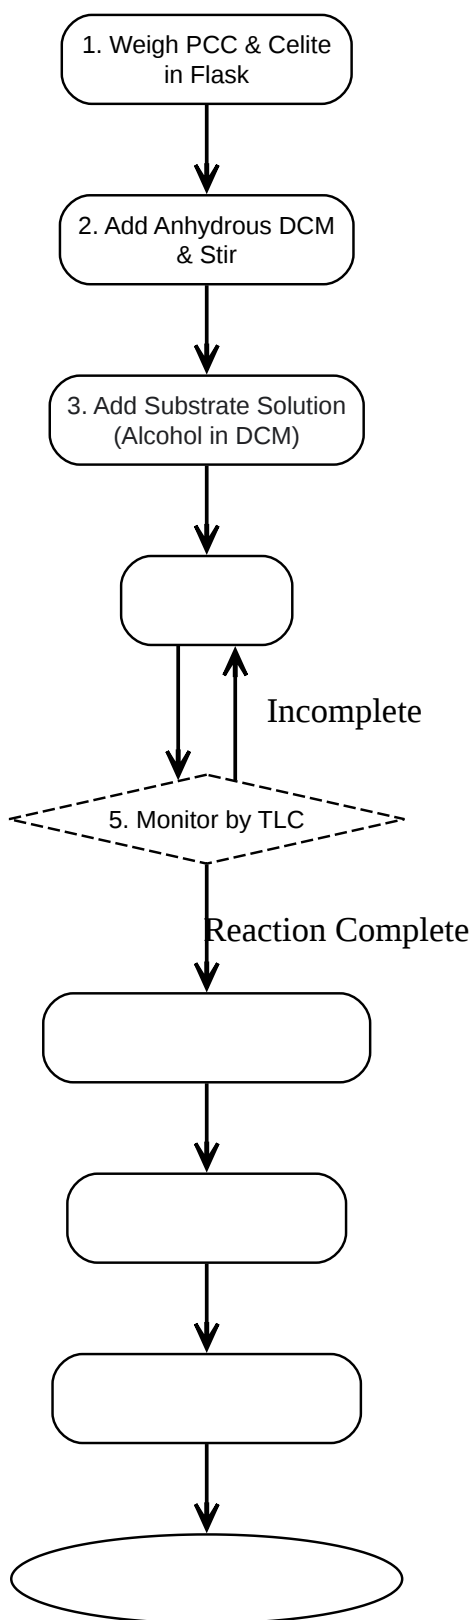 1. Weigh PCC & Celite
in Flask
2. Add Anhydrous DCM
& Stir
3. Add Substrate Solution
(Alcohol in DCM)
Incomplete
5. Monitor by TLC
Reaction Complete